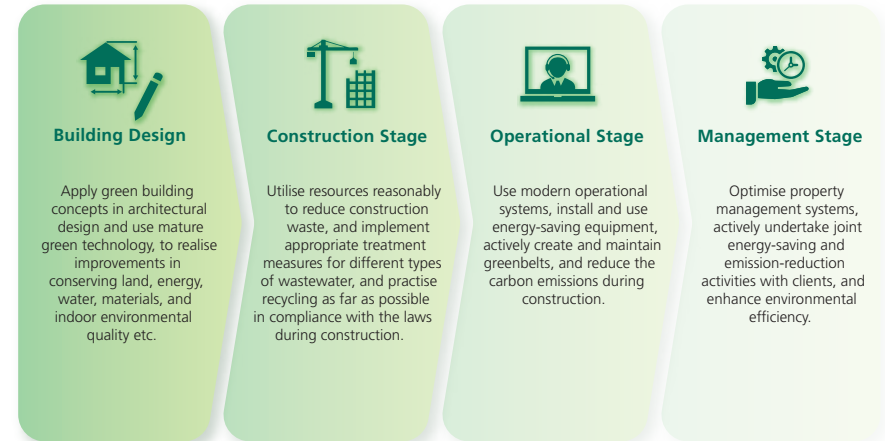 Building Design
Apply green building
concepts in architectural
design and use mature
green technology, to realise
improvements in
conserving land, energy,
water, materials, and
indoor environmental
quality etc.
Construction Stage
Utilise resources reasonably
to reduce construction
waste, and implement
appropriate treatment
measures for different types
of wastewater, and practise
recycling as far as possible
in compliance with the laws
during construction.
Operational Stage
Use modern operational
systems, install and use
energy-saving equipment,
actively create and maintain
greenbelts, and reduce the
carbon emissions during
construction.
Management Stage
Optimise property
management systems,
actively undertake joint
energy-saving and
emission-reduction
activities with clients, and
enhance environmental
efficiency.